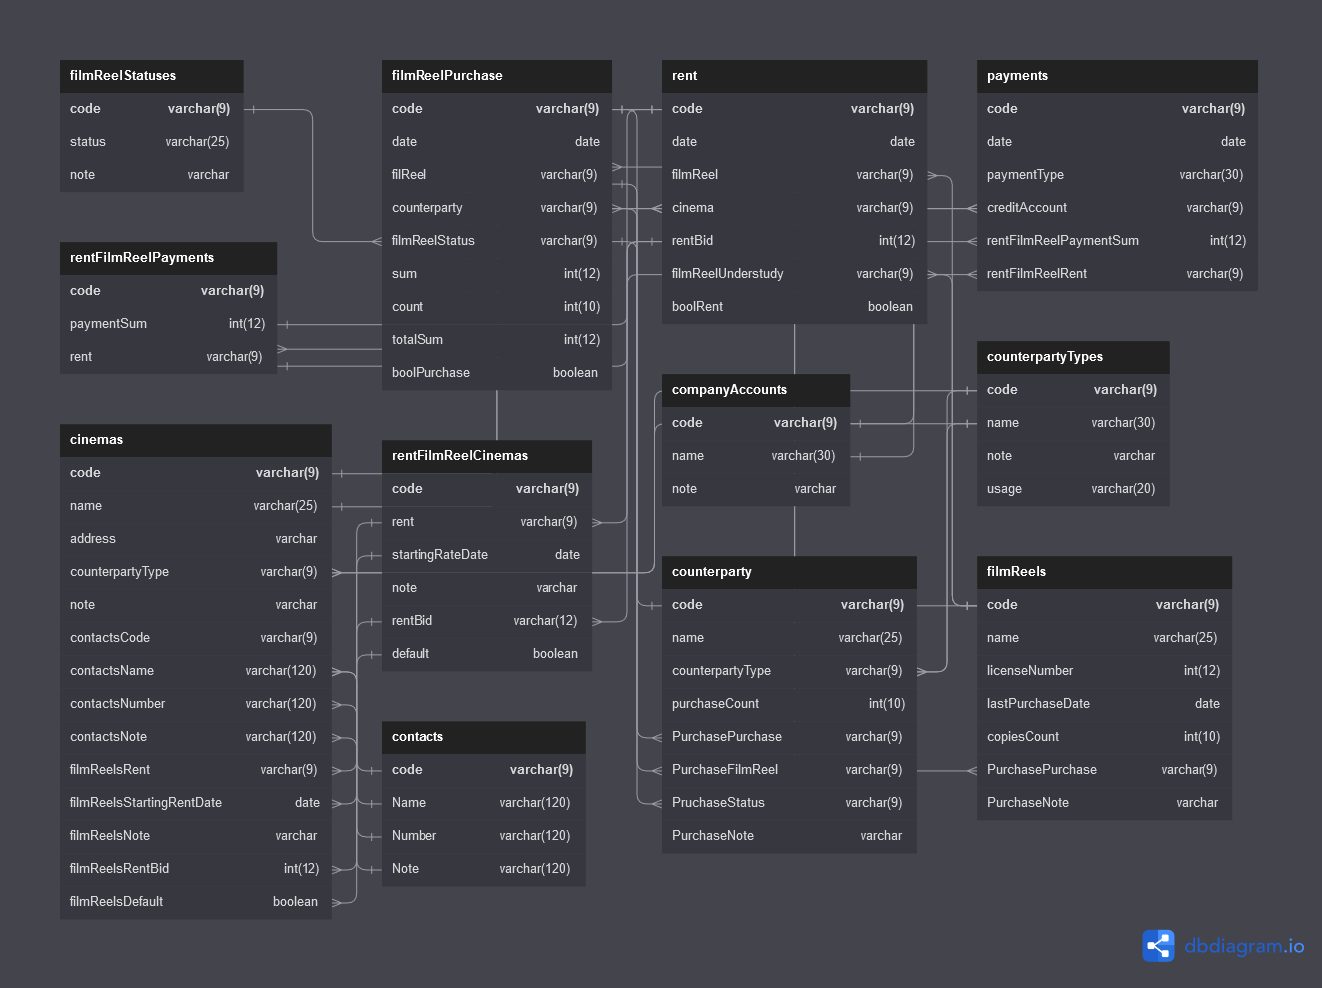 filmReelStatuses
code varchar(9)
status varchar(25)
note varchar
filmReelPurchase
code varchar(9)
date date
filReel varchar(9)
counterparty varchar(9)
filmReelStatus varchar(9)
sum int(12)
count int(10)
totalSum int(12)
boolPurchase boolean
rent
code varchar(9)
date date
filmReel varchar(9)
cinema varchar(9)
rentBid int(12)
filmReelUnderstudy varchar(9)
boolRent boolean
payments
code varchar(9)
date date
paymentType varchar(30)
creditAccount varchar(9)
rentFilmReelPaymentSum int(12)
rentFilmReelRent varchar(9)
rentFilmReelPayments
code varchar(9)
paymentSum int(12)
rent varchar(9)
companyAccounts
code varchar(9)
name varchar(30)
note varchar
counterpartyTypes
code varchar(9)
name varchar(30)
note varchar
usage varchar(20)
cinemas
code varchar(9)
name varchar(25)
address varchar
counterpartyType varchar(9)
note varchar
contactsCode varchar(9)
contactsName varchar(120)
contactsNumber varchar(120)
contactsNote varchar(120)
filmReelsRent varchar(9)
filmReelsStartingRentDate date
filmReelsNote varchar
filmReelsRentBid int(12)
filmReelsDefault boolean
rentFilmReelCinemas
code varchar(9)
rent varchar(9)
startingRateDate date
note varchar
rentBid varchar(12)
default boolean
counterparty
code varchar(9)
name varchar(25)
counterpartyType varchar(9)
purchaseCount int(10)
PurchasePurchase varchar(9)
PurchaseFilmReel varchar(9)
PruchaseStatus varchar(9)
PurchaseNote varchar
filmReels
code varchar(9)
name varchar(25)
licenseNumber int(12)
lastPurchaseDate date
copiesCount int(10)
PurchasePurchase varchar(9)
PurchaseNote varchar
contacts
code varchar(9)
Name varchar(120)
Number varchar(120)
Note varchar(120)
dbdiagram.io